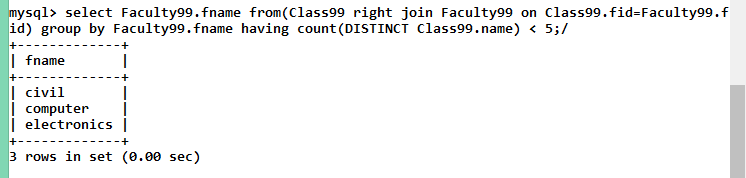 mysql> select Faculty99.fname from(Class99 right join Faculty99 on Class99.fid=Faculty99.f
id) group by Faculty99.fname having count(DISTINCT Class99.name) < 5;/
+-------------+
| fname       |
+-------------+
| civil       |
| computer    |
| electronics |
+-------------+
3 rows in set (0.00 sec)